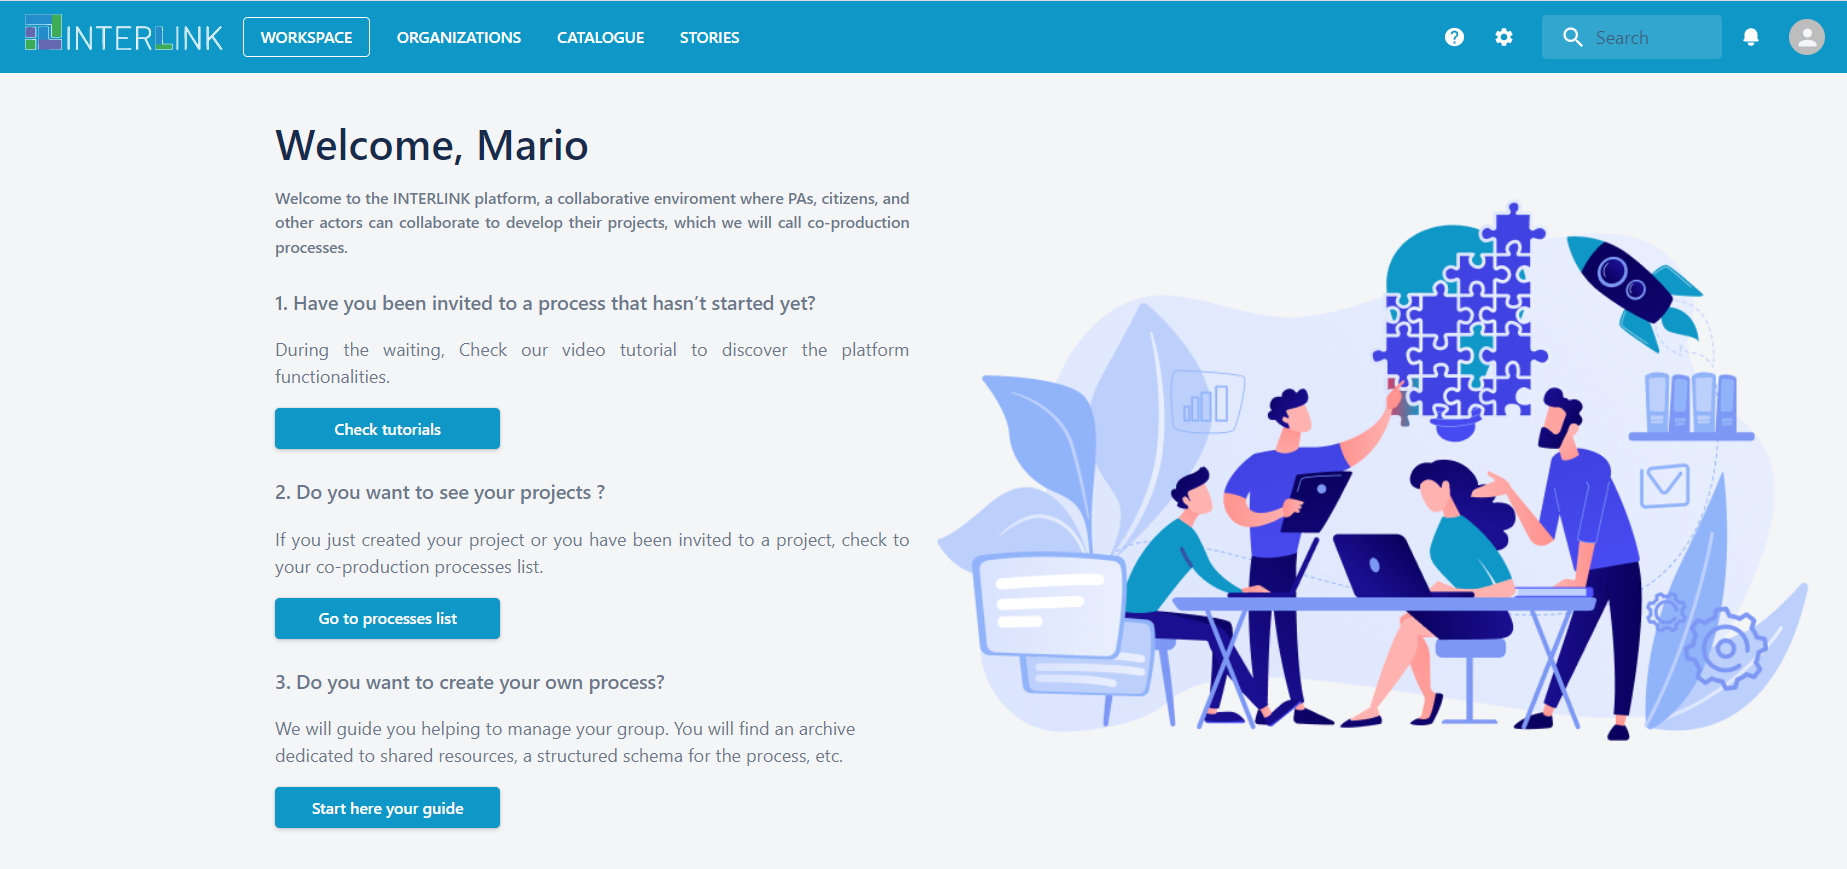 INTERLINK
WORKSPACE
ORGANIZATIONS
CATALOGUE
STORIES
Search
Welcome, Mario
Welcome to the INTERLINK platform, a collaborative enviroment where PAs, citizens, and
other actors can collaborate to develop their projects, which we will call co-production
processes.
1. Have you been invited to a process that hasn’t started yet?
During the waiting, Check our video tutorial to discover the platform
functionalities.
Check tutorials
2. Do you want to see your projects ?
If you just created your project or you have been invited to a project, check to
your co-production processes list.
Go to processes list
3. Do you want to create your own process?
We will guide you helping to manage your group. You will find an archive
dedicated to shared resources, a structured schema for the process, etc.
Start here your guide